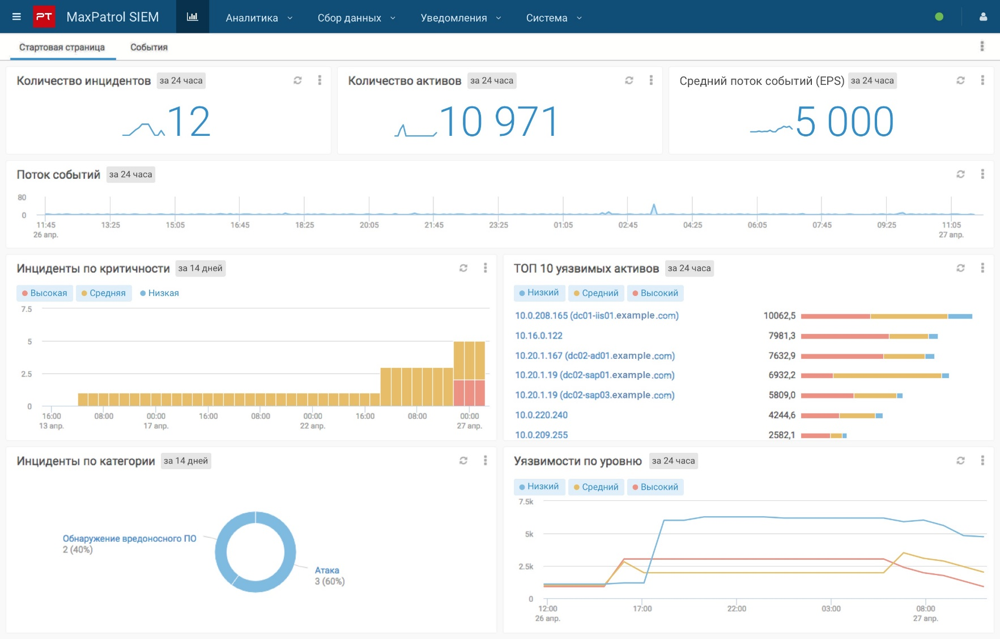 PT MaxPatrol SIEM Аналитика Сбор данных Уведомления Система
Стартовая страница События
Количество инцидентов за 24 часа
12
Количество активов за 24 часа
10 971
Средний поток событий (EPS) за 24 часа
5 000
Поток событий за 24 часа
80
0
11:45 13:25 15:05 16:45 18:25 20:05 21:45 23:25 01:05 02:45 04:25 06:05 07:45 09:25 11:05
26 апр. 27 апр.
Инциденты по критичности за 14 дней
Высокая Средняя Низкая
7.5
5
2.5
0
16:00 08:00 00:00 16:00 08:00 00:00 16:00 08:00 00:00
13 апр. 17 апр. 22 апр. 27 апр.
ТОП 10 уязвимых активов за 24 часа
Низкий Средний Высокий
10.0.208.165 (dc01-iis01.example.com) 10062,5
10.16.0.122 7981,3
10.20.1.167 (dc02-ad01.example.com) 7632,9
10.20.1.19 (dc02-sap01.example.com) 6932,2
10.20.1.19 (dc02-sap03.example.com) 5809,0
10.0.220.240 4244,6
10.0.209.255 2582,1
Инциденты по категории за 14 дней
Обнаружение вредоносного ПО
2 (40%)
Атака
3 (60%)
Уязвимости по уровню за 24 часа
Низкий Средний Высокий
7.5k
5k
2.5k
0
12:00 17:00 22:00 03:00 08:00
26 апр. 27 апр.